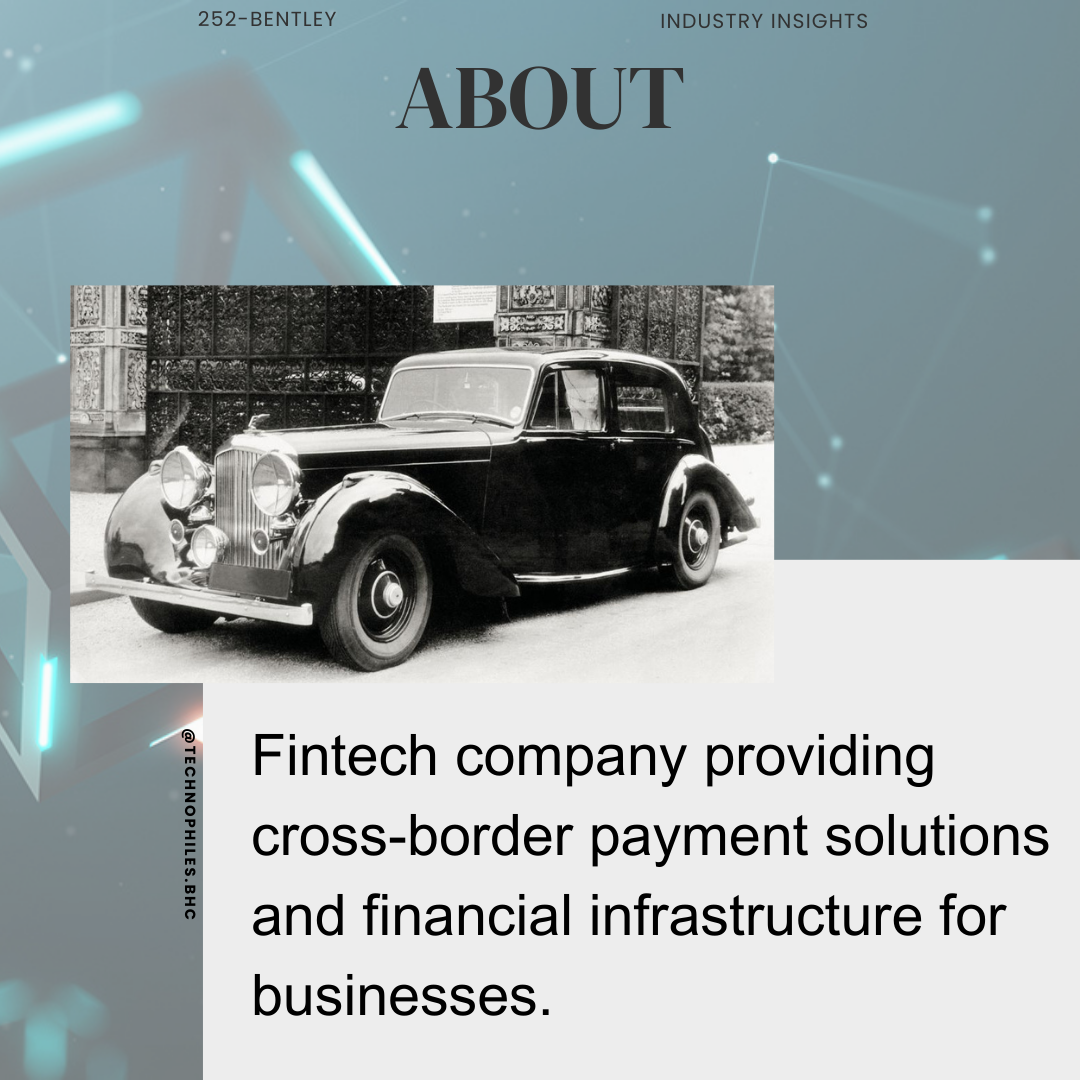 252-BENTLEY
INDUSTRY INSIGHTS
ABOUT
@TECHNOPHILES.BHC
Fintech company providing
cross-border payment solutions
and financial infrastructure for
businesses.